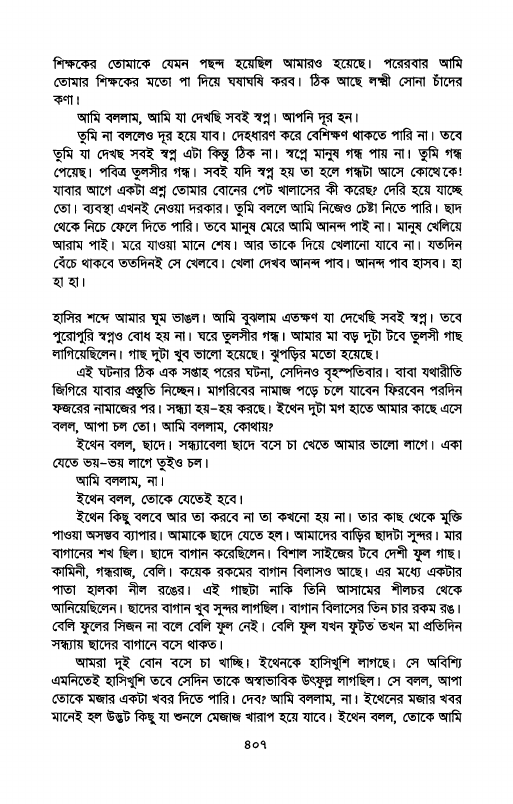 শিক্ষকের তোমাকে যেমন পছন্দ হয়েছিল আমারও হয়েছে। পরেরবার আমি
তোমার শিক্ষকের মতো পা দিয়ে ঘষাঘষি করব। ঠিক আছে লক্ষ্মী সোনা চাঁদের
কণা।
আমি বললাম, আমি যা দেখছি সবই স্বপ্ন। আপনি দূর হন।
তুমি না বললেও দূর হয়ে যাব। দেহধারণ করে বেশিক্ষণ থাকতে পারি না। তবে
তুমি যা দেখছ সবই স্বপ্ন এটা কিন্তু ঠিক না। স্বপ্নে মানুষ গন্ধ পায় না। তুমি গন্ধ
পেয়েছ। পবিত্র তুলসীর গন্ধ। সবই যদি স্বপ্ন হয় তা হলে গন্ধটা আসে কোত্থেকে!
যাবার আগে একটা প্রশ্ন তোমার বোনের পেট খালাসের কী করেছ? দেরি হয়ে যাচ্ছে
তো। ব্যবস্থা এখনই নেওয়া দরকার। তুমি বললে আমি নিজেও চেষ্টা নিতে পারি। ছাদ
থেকে নিচে ফেলে দিতে পারি। তবে মানুষ মেরে আমি আনন্দ পাই না। মানুষ খেলিয়ে
আরাম পাই। মরে যাওয়া মানে শেষ। আর তাকে দিয়ে খেলানো যাবে না। যতদিন
বেঁচে থাকবে ততদিনই সে খেলবে। খেলা দেখব আনন্দ পাব। আনন্দ পাব হাসব। হা
হা হা।
হাসির শব্দে আমার ঘুম ভাঙল। আমি বুঝলাম এতক্ষণ যা দেখেছি সবই স্বপ্ন। তবে
পুরোপুরি স্বপ্নও বোধ হয় না। ঘরে তুলসীর গন্ধ। আমার মা বড় দুটা টবে তুলসী গাছ
লাগিয়েছিলেন। গাছ দুটা খুব ভালো হয়েছে। ঝুপড়ির মতো হয়েছে।
এই ঘটনার ঠিক এক সপ্তাহ পরের ঘটনা, সেদিনও বৃহস্পতিবার। বাবা যথারীতি
জিগিরে যাবার প্রস্তুতি নিচ্ছেন। মাগরিবের নামাজ পড়ে চলে যাবেন ফিরবেন পরদিন
ফজরের নামাজের পর। সন্ধ্যা হয়-হয় করছে। ইথেন দুটা মগ হাতে আমার কাছে এসে
বলল, আপা চল তো। আমি বললাম, কোথায়?
ইথেন বলল, ছাদে। সন্ধ্যাবেলা ছাদে বসে চা খেতে আমার ভালো লাগে। একা
যেতে ভয়-ভয় লাগে তুইও চল।
আমি বললাম, না।
ইথেন বলল, তোকে যেতেই হবে।
ইথেন কিছু বলবে আর তা করবে না তা কখনো হয় না। তার কাছ থেকে মুক্তি
পাওয়া অসম্ভব ব্যাপার। আমাকে ছাদে যেতে হল। আমাদের বাড়ির ছাদটা সুন্দর। মার
বাগানের শখ ছিল। ছাদে বাগান করেছিলেন। বিশাল সাইজের টবে দেশী ফুল গাছ।
কামিনী, গন্ধরাজ, বেলি। কয়েক রকমের বাগান বিলাসও আছে। এর মধ্যে একটার
পাতা হালকা নীল রঙের। এই গাছটা নাকি তিনি আসামের শীলচর থেকে
আনিয়েছিলেন। ছাদের বাগান খুব সুন্দর লাগছিল। বাগান বিলাসের তিন চার রকম রঙ।
বেলি ফুলের সিজন না বলে বেলি ফুল নেই। বেলি ফুল যখন ফুটত তখন মা প্রতিদিন
সন্ধ্যায় ছাদের বাগানে বসে থাকত।
আমরা দুই বোন বসে চা খাচ্ছি। ইথেনকে হাসিখুশি লাগছে। সে অবিশ্যি
এমনিতেই হাসিখুশি তবে সেদিন তাকে অস্বাভাবিক উৎফুল্ল লাগছিল। সে বলল, আপা
তোকে মজার একটা খবর দিতে পারি। দেব? আমি বললাম, না। ইথেনের মজার খবর
মানেই হল উদ্ভট কিছু যা শুনলে মেজাজ খারাপ হয়ে যাবে। ইথেন বলল, তোকে আমি
৪০৭